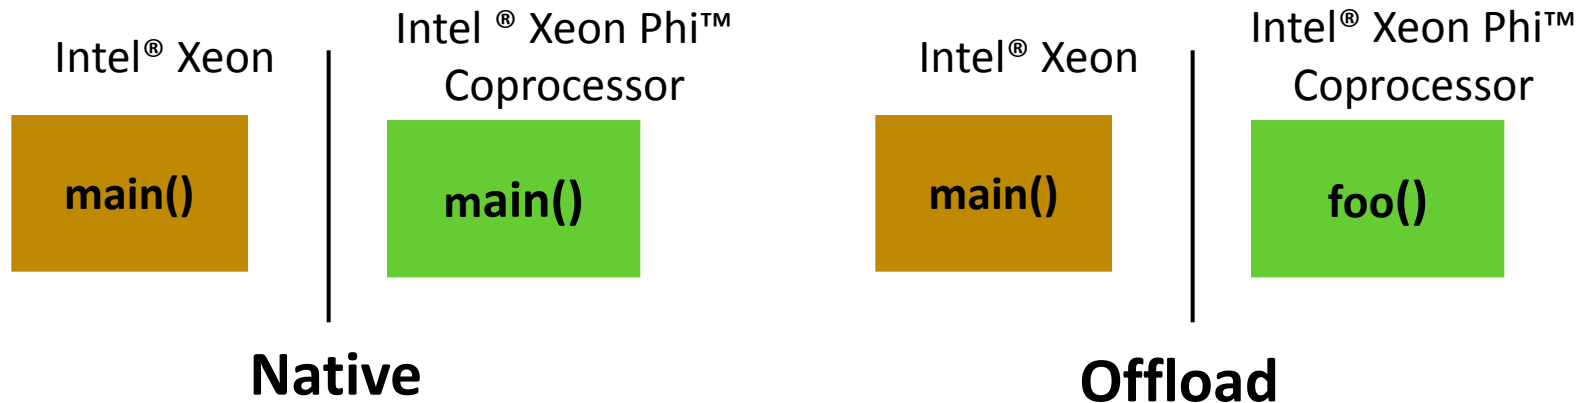 Intel® Xeon
Intel ® Xeon Phi™
Coprocessor
main()
main()
Native
Intel® Xeon
Intel® Xeon Phi™
Coprocessor
main()
foo()
Offload